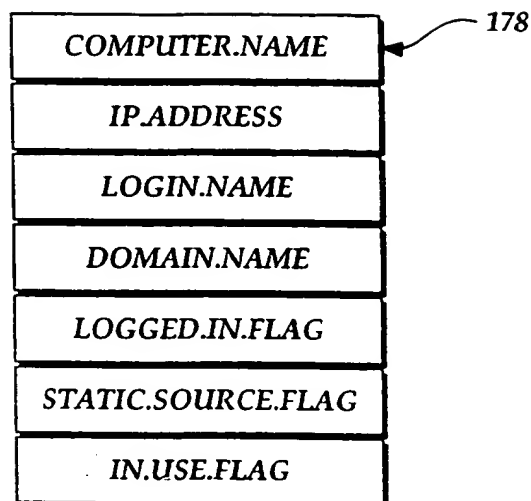 COMPUTER.NAME
178
IP.ADDRESS
LOGIN.NAME
DOMAIN.NAME
LOGGED.IN.FLAG
STATIC.SOURCE.FLAG
IN.USE.FLAG